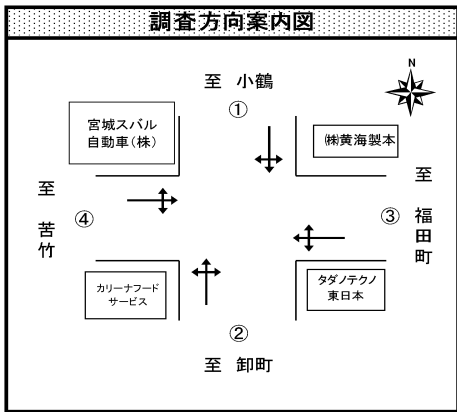 調査方向案内図
N
至 小鶴
①
宮城スバル
自動車(株)
㈱黄海製本
至 苦竹
④
③
至 福田町
カリーナフード
サービス
タダノテクノ
東日本
②
至 卸町